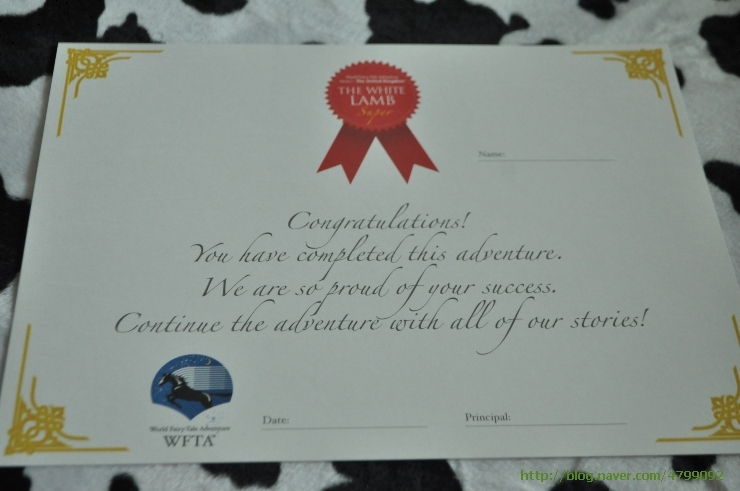 THE WHITE
LAMB
Super
Name:
Congratulations!
You have completed this adventure.
We are so proud of your success.
Continue the adventure with all of our stories!
World Fairy Tale Adventure
WFTA
Date:
Principal:
http://blog.naver.com/4799092